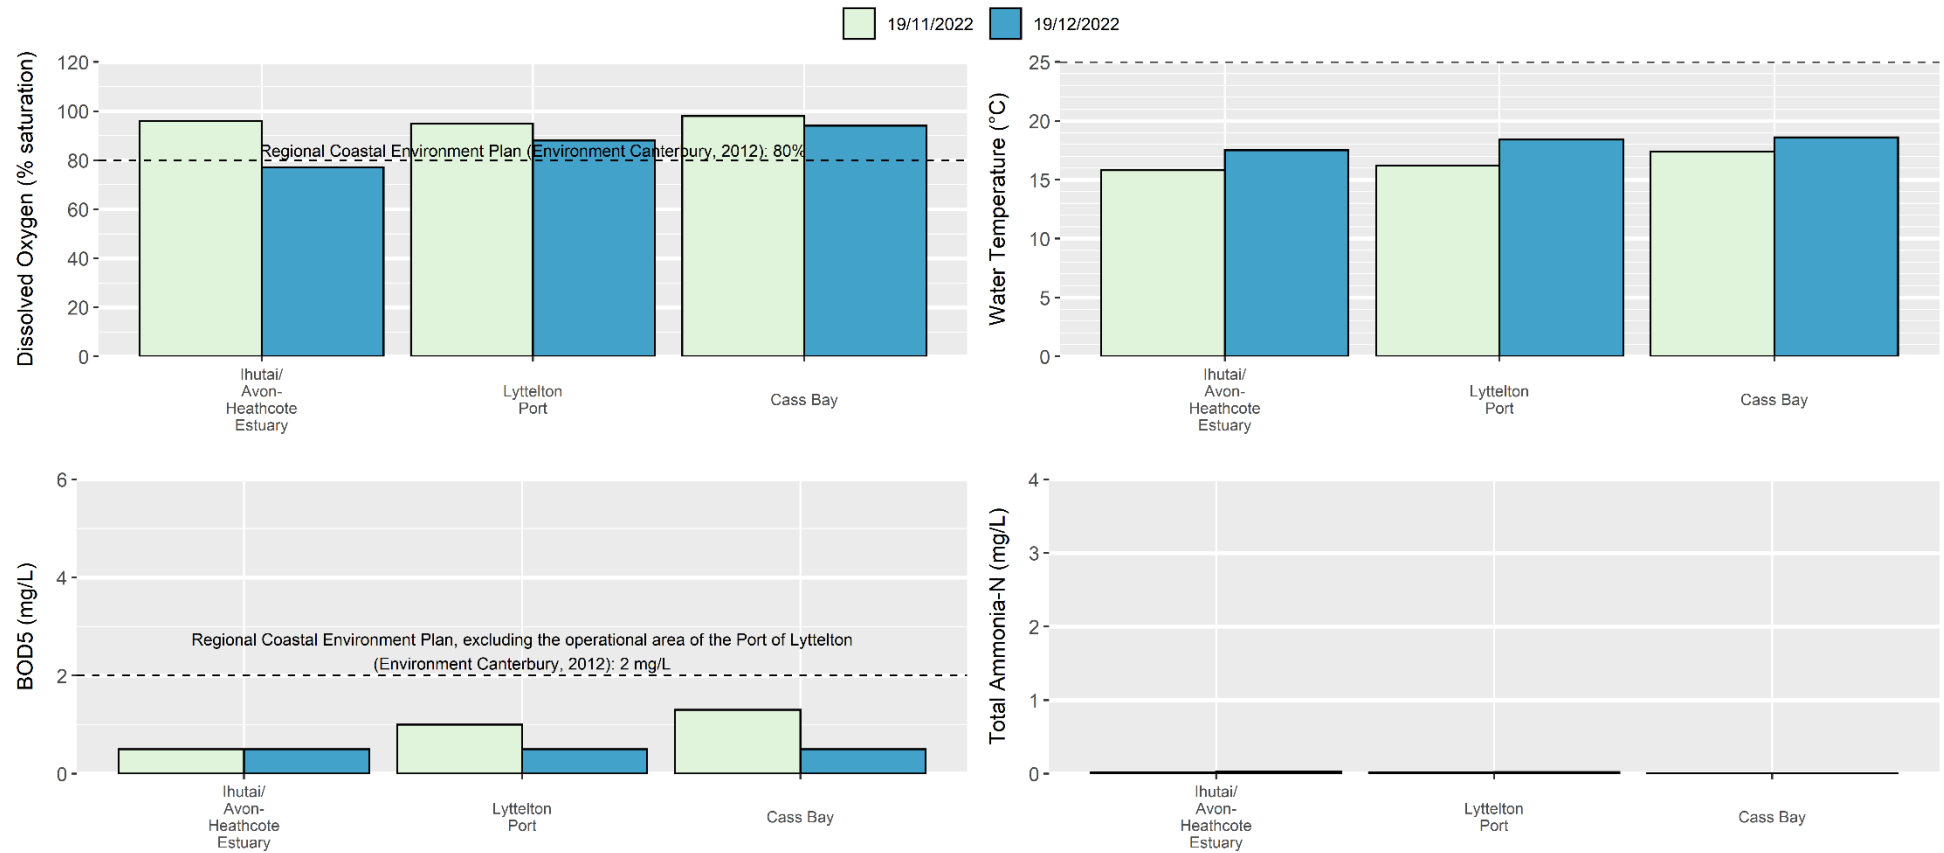 19/11/2022
19/12/2022
Dissolved Oxygen (% saturation)
120
100
80
60
40
20
0
Regional Coastal Environment Plan (Environment Canterbury, 2012): 80%
Ihutai/
Avon-
Heathcote
Estuary
Lyttelton
Port
Cass Bay
Water Temperature (°C)
25
20
15
10
5
0
Ihutai/
Avon-
Heathcote
Estuary
Lyttelton
Port
Cass Bay
BOD5 (mg/L)
6
4
2
0
Regional Coastal Environment Plan, excluding the operational area of the Port of Lyttelton
(Environment Canterbury, 2012): 2 mg/L
Ihutai/
Avon-
Heathcote
Estuary
Lyttelton
Port
Cass Bay
Total Ammonia-N (mg/L)
4
3
2
1
0
Ihutai/
Avon-
Heathcote
Estuary
Lyttelton
Port
Cass Bay